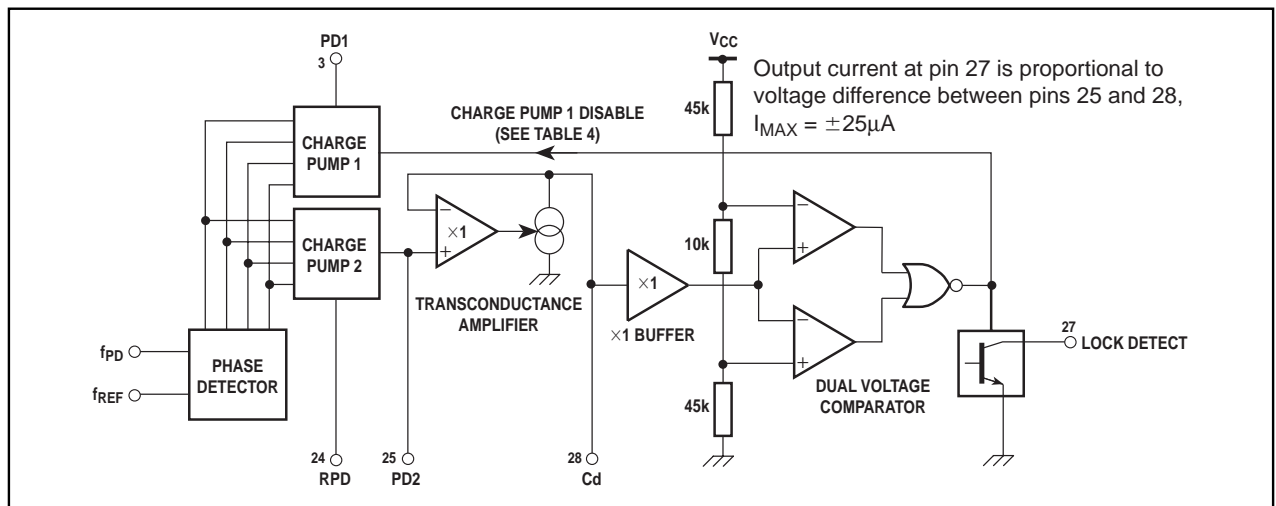 PD1
3
VCC
Output current at pin 27 is proportional to
voltage difference between pins 25 and 28,
IMAX = ±25μA
45k
CHARGE PUMP 1 DISABLE
(SEE TABLE 4)
CHARGE
PUMP 1
−
×1
+
10k
−
+
CHARGE
PUMP 2
×1
TRANSCONDUCTANCE
AMPLIFIER
×1 BUFFER
−
+
27
LOCK DETECT
fPD
PHASE
DETECTOR
fREF
45k
DUAL VOLTAGE
COMPARATOR
24
RPD
25
PD2
28
Cd